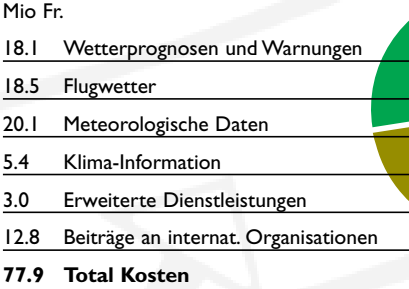 Mio Fr.
18.1 Wetterprognosen und Warnungen
18.5 Flugwetter
20.1 Meteorologische Daten
5.4 Klima-Information
3.0 Erweiterte Dienstleistungen
12.8 Beiträge an internat. Organisationen
77.9 Total Kosten